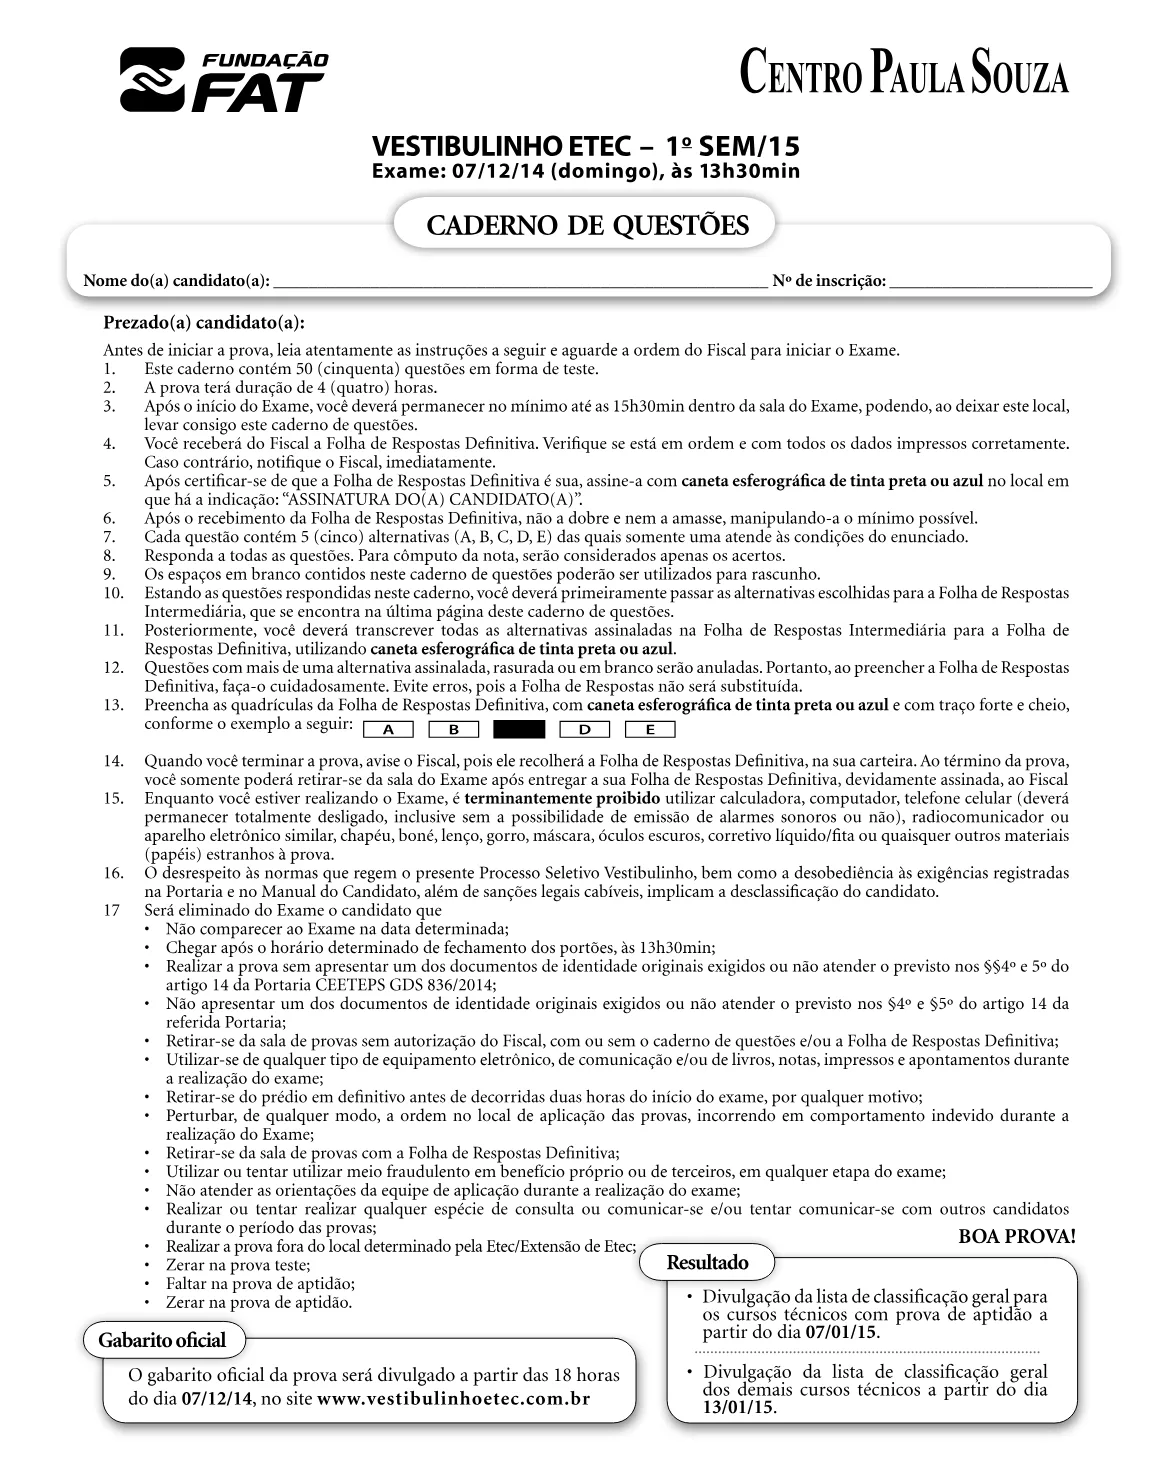 FUNDAÇÃO
FAT
CENTRO PAULA SOUZA
VESTIBULINHO ETEC – 1º SEM/15
Exame: 07/12/14 (domingo), às 13h30min
CADERNO DE QUESTÕES
Nome do(a) candidato(a): ________________________________________________________ Nº de inscrição: _______________________
Prezado(a) candidato(a):
Antes de iniciar a prova, leia atentamente as instruções a seguir e aguarde a ordem do Fiscal para iniciar o Exame.
1. Este caderno contém 50 (cinquenta) questões em forma de teste.
2. A prova terá duração de 4 (quatro) horas.
3. Após o início do Exame, você deverá permanecer no mínimo até as 15h30min dentro da sala do Exame, podendo, ao deixar este local,
levar consigo este caderno de questões.
4. Você receberá do Fiscal a Folha de Respostas Definitiva. Verifique se está em ordem e com todos os dados impressos corretamente.
Caso contrário, notifique o Fiscal, imediatamente.
5. Após certificar-se de que a Folha de Respostas Definitiva é sua, assine-a com caneta esferográfica de tinta preta ou azul no local em
que há a indicação: “ASSINATURA DO(A) CANDIDATO(A)”.
6. Após o recebimento da Folha de Respostas Definitiva, não a dobre e nem a amasse, manipulando-a o mínimo possível.
7. Cada questão contém 5 (cinco) alternativas (A, B, C, D, E) das quais somente uma atende às condições do enunciado.
8. Responda a todas as questões. Para cômputo da nota, serão considerados apenas os acertos.
9. Os espaços em branco contidos neste caderno de questões poderão ser utilizados para rascunho.
10. Estando as questões respondidas neste caderno, você deverá primeiramente passar as alternativas escolhidas para a Folha de Respostas
Intermediária, que se encontra na última página deste caderno de questões.
11. Posteriormente, você deverá transcrever todas as alternativas assinaladas na Folha de Respostas Intermediária para a Folha de
Respostas Definitiva, utilizando caneta esferográfica de tinta preta ou azul.
12. Questões com mais de uma alternativa assinalada, rasurada ou em branco serão anuladas. Portanto, ao preencher a Folha de Respostas
Definitiva, faça-o cuidadosamente. Evite erros, pois a Folha de Respostas não será substituída.
13. Preencha as quadrículas da Folha de Respostas Definitiva, com caneta esferográfica de tinta preta ou azul e com traço forte e cheio,
conforme o exemplo a seguir: A B D E
14. Quando você terminar a prova, avise o Fiscal, pois ele recolherá a Folha de Respostas Definitiva, na sua carteira. Ao término da prova,
você somente poderá retirar-se da sala do Exame após entregar a sua Folha de Respostas Definitiva, devidamente assinada, ao Fiscal
15. Enquanto você estiver realizando o Exame, é terminantemente proibido utilizar calculadora, computador, telefone celular (deverá
permanecer totalmente desligado, inclusive sem a possibilidade de emissão de alarmes sonoros ou não), radiocomunicador ou
aparelho eletrônico similar, chapéu, boné, lenço, gorro, máscara, óculos escuros, corretivo líquido/fita ou quaisquer outros materiais
(papéis) estranhos à prova.
16. O desrespeito às normas que regem o presente Processo Seletivo Vestibulinho, bem como a desobediência às exigências registradas
na Portaria e no Manual do Candidato, além de sanções legais cabíveis, implicam a desclassificação do candidato.
17 Será eliminado do Exame o candidato que
• Não comparecer ao Exame na data determinada;
• Chegar após o horário determinado de fechamento dos portões, às 13h30min;
• Realizar a prova sem apresentar um dos documentos de identidade originais exigidos ou não atender o previsto nos §§4º e 5º do
artigo 14 da Portaria CEETEPS GDS 836/2014;
• Não apresentar um dos documentos de identidade originais exigidos ou não atender o previsto nos §4º e §5º do artigo 14 da
referida Portaria;
• Retirar-se da sala de provas sem autorização do Fiscal, com ou sem o caderno de questões e/ou a Folha de Respostas Definitiva;
• Utilizar-se de qualquer tipo de equipamento eletrônico, de comunicação e/ou de livros, notas, impressos e apontamentos durante
a realização do exame;
• Retirar-se do prédio em definitivo antes de decorridas duas horas do início do exame, por qualquer motivo;
• Perturbar, de qualquer modo, a ordem no local de aplicação das provas, incorrendo em comportamento indevido durante a
realização do Exame;
• Retirar-se da sala de provas com a Folha de Respostas Definitiva;
• Utilizar ou tentar utilizar meio fraudulento em benefício próprio ou de terceiros, em qualquer etapa do exame;
• Não atender as orientações da equipe de aplicação durante a realização do exame;
• Realizar ou tentar realizar qualquer espécie de consulta ou comunicar-se e/ou tentar comunicar-se com outros candidatos
durante o período das provas;
• Realizar a prova fora do local determinado pela Etec/Extensão de Etec;
• Zerar na prova teste;
• Faltar na prova de aptidão;
• Zerar na prova de aptidão.
BOA PROVA!
Gabarito oficial
O gabarito oficial da prova será divulgado a partir das 18 horas
do dia 07/12/14, no site www.vestibulinhoetec.com.br
Resultado
• Divulgação da lista de classificação geral para
os cursos técnicos com prova de aptidão a
partir do dia 07/01/15.
• Divulgação da lista de classificação geral
dos demais cursos técnicos a partir do dia
13/01/15.